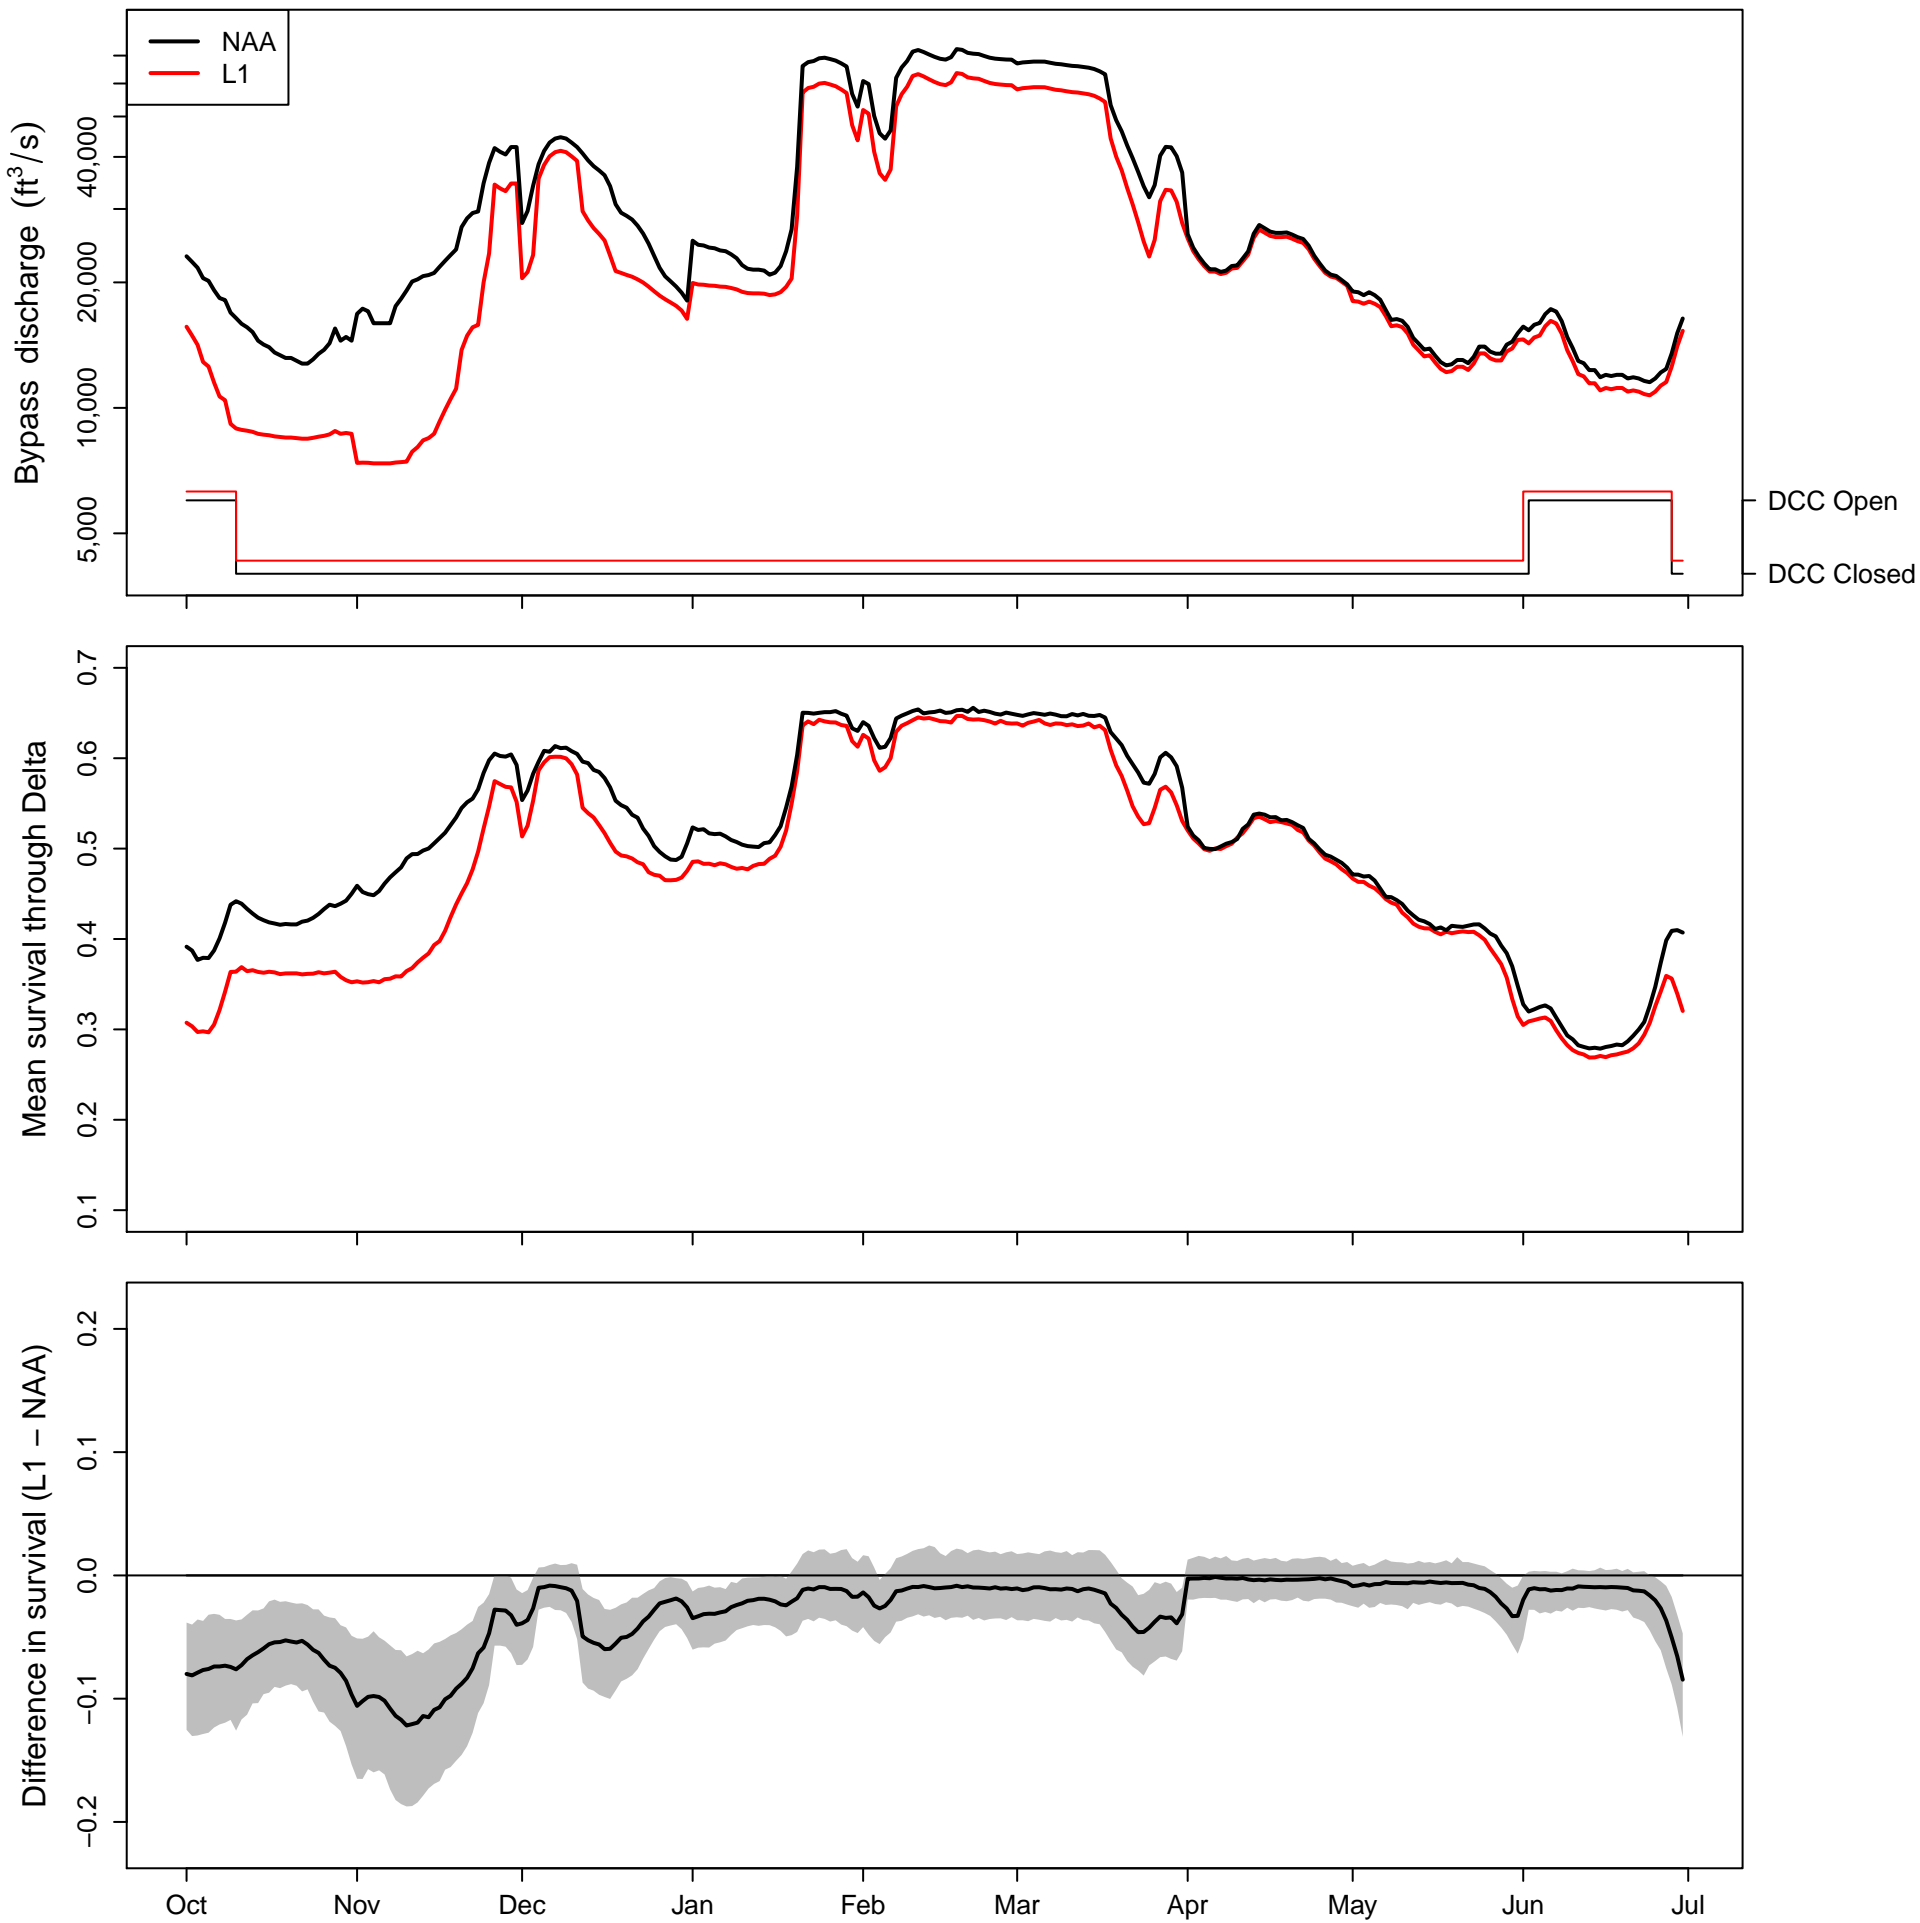 NAA
L1
Bypass discharge (ft3/s)
40,000
20,000
10,000
5,000
DCC Open
DCC Closed
Mean survival through Delta
0.7
0.6
0.5
0.4
0.3
0.2
0.1
Difference in survival (L1 – NAA)
0.2
0.1
0.0
−0.1
−0.2
Oct Nov Dec Jan Feb Mar Apr May Jun Jul